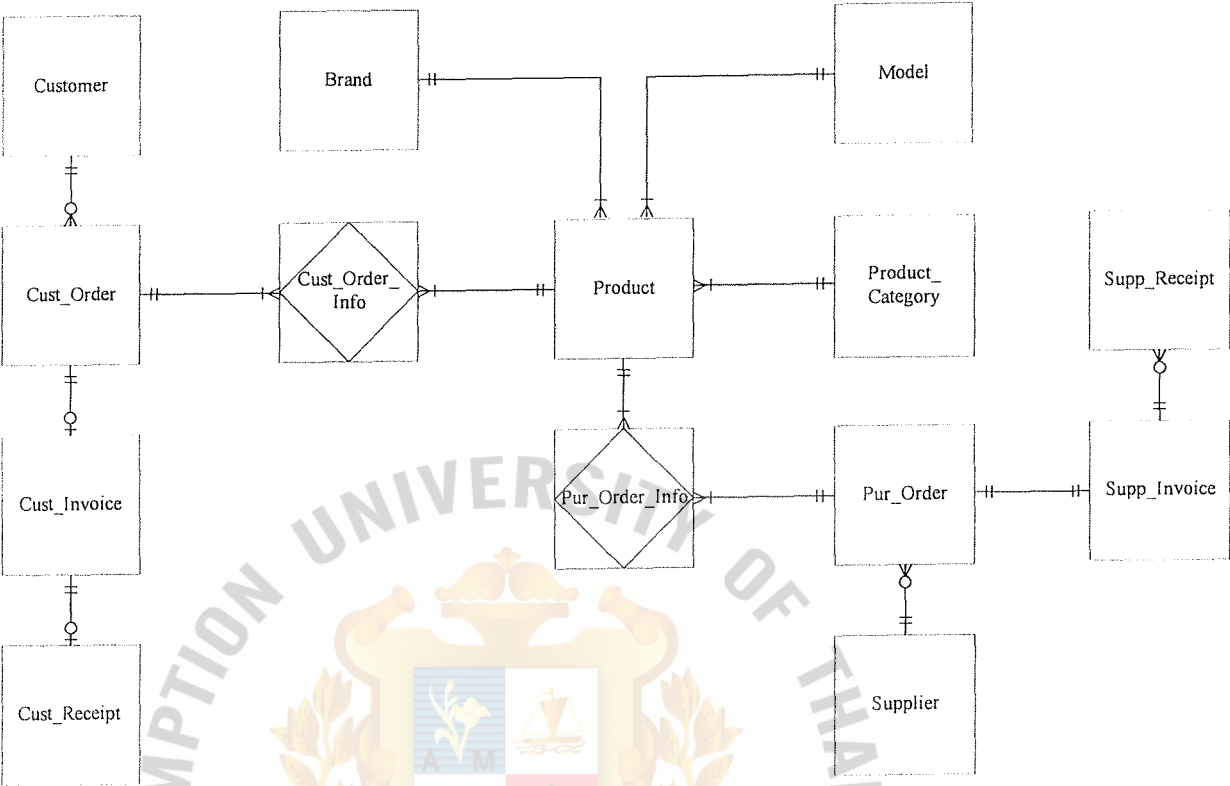 Customer
Brand
Model
Cust_Order
Cust_Order_
Info
Product
Product_
Category
Supp_Receipt
Cust_Invoice
Pur_Order_Info
Pur_Order
Supp_Invoice
Cust_Receipt
Supplier
MPTION UNIVERSITY OF THA
A M